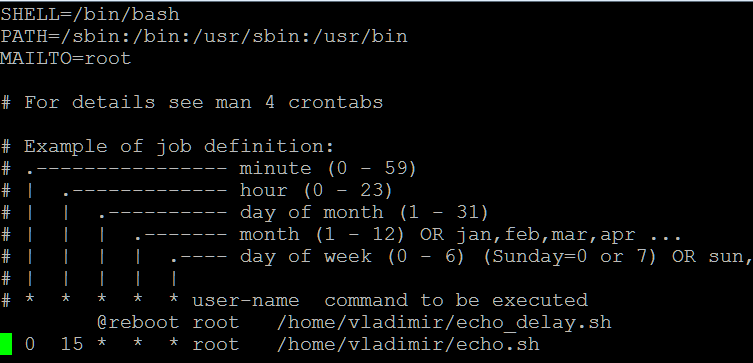 SHELL=/bin/bash
PATH=/sbin:/bin:/usr/sbin:/usr/bin
MAILTO=root
# For details see man 4 crontabs
# Example of job definition:
# .---------------- minute (0 - 59)
# |  .------------- hour (0 - 23)
# |  |  .---------- day of month (1 - 31)
# |  |  |  .------- month (1 - 12) OR jan,feb,mar,apr ...
# |  |  |  |  .---- day of week (0 - 6) (Sunday=0 or 7) OR sun,
# |  |  |  |  |
# *  *  *  *  * user-name  command to be executed
        @reboot root   /home/vladimir/echo_delay.sh
  0  15 *  *  * root   /home/vladimir/echo.sh